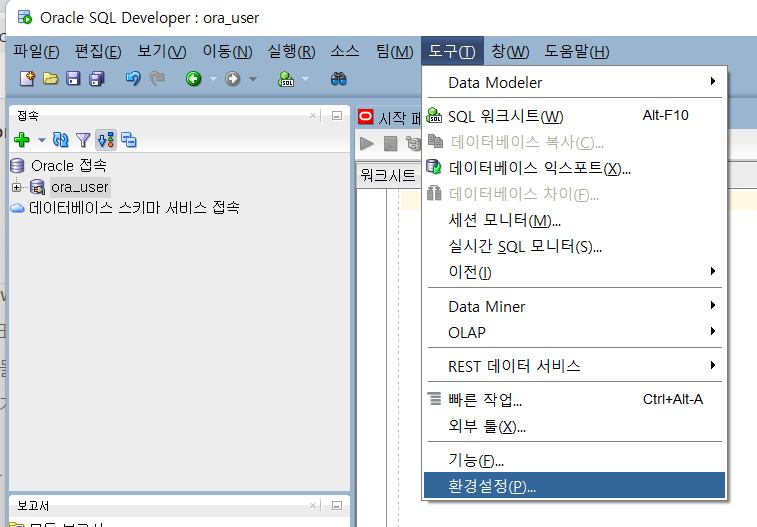 Oracle SQL Developer : ora_user
파일(F) 편집(E) 보기(V) 이동(N) 실행(R) 소스 팀(M) 도구(T) 창(W) 도움말(H)
접속
Oracle 접속
ora_user
데이터베이스 스키마 서비스 접속
보고서
모든 보고서
시작 페
워크시트
Data Modeler
SQL 워크시트(W) Alt-F10
데이터베이스 복사(C)...
데이터베이스 익스포트(X)...
데이터베이스 차이(F)...
세션 모니터(M)...
실시간 SQL 모니터(S)...
이전(I)
Data Miner
OLAP
REST 데이터 서비스
빠른 작업... Ctrl+Alt-A
외부 툴(X)...
기능(F)...
환경설정(P)...